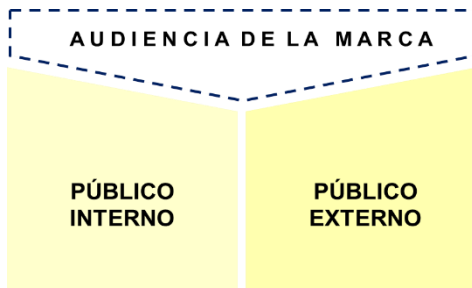 AUDIENCIA DE LA MARCA
PÚBLICO
INTERNO
PÚBLICO
EXTERNO